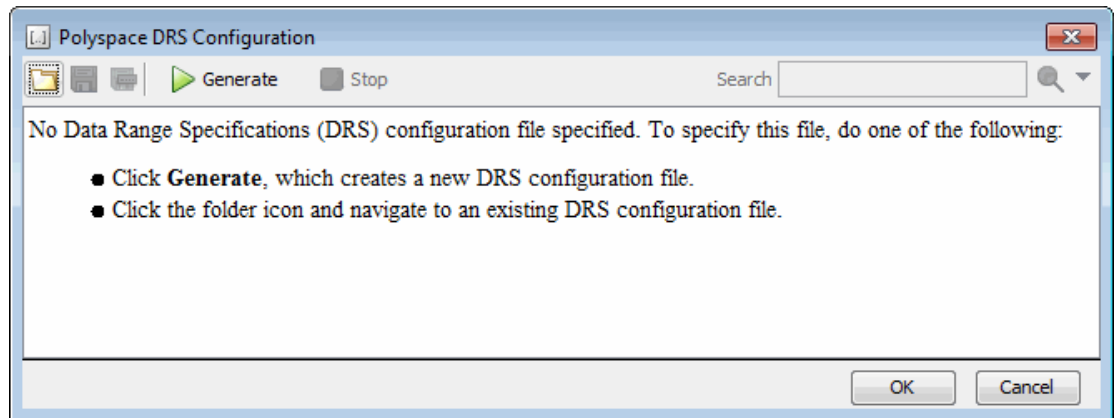 Polyspace DRS Configuration
Generate Stop Search
No Data Range Specifications (DRS) configuration file specified. To specify this file, do one of the following:
● Click Generate, which creates a new DRS configuration file.
● Click the folder icon and navigate to an existing DRS configuration file.
OK Cancel